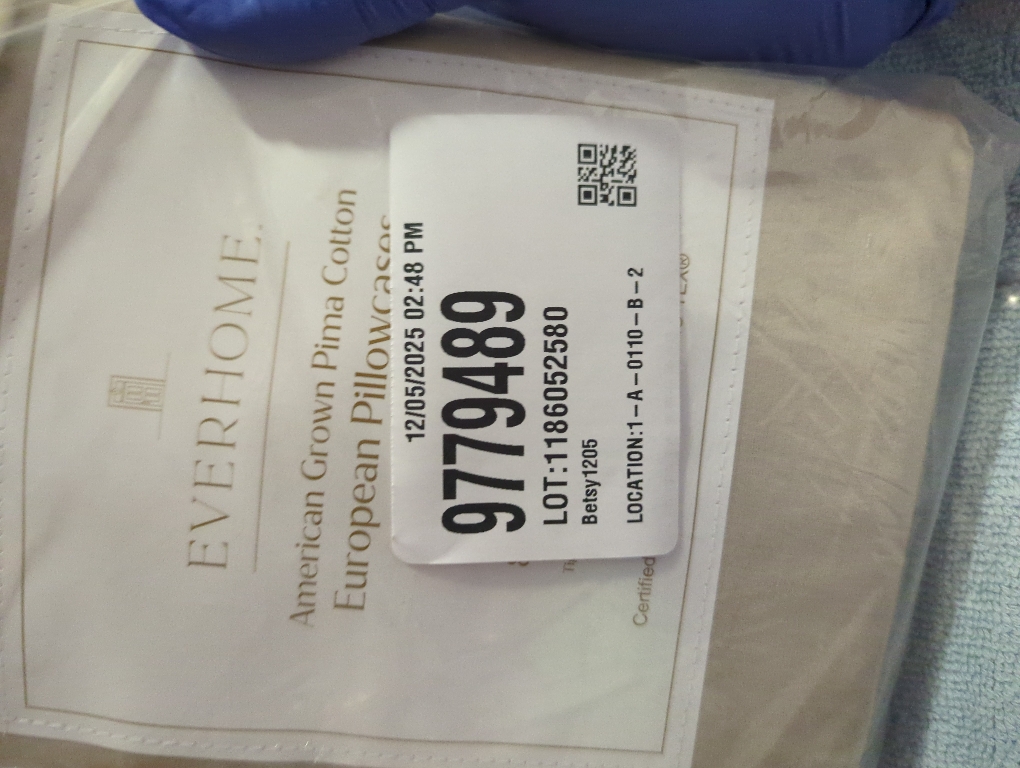 EVERHOME.
American Grown Pima Cotton
European Pillowcases
Certified
TEX®
12/05/2025 02:48 PM
9779489
LOT:1186052580
Betsy1205
LOCATION:1-A-0110-B-2